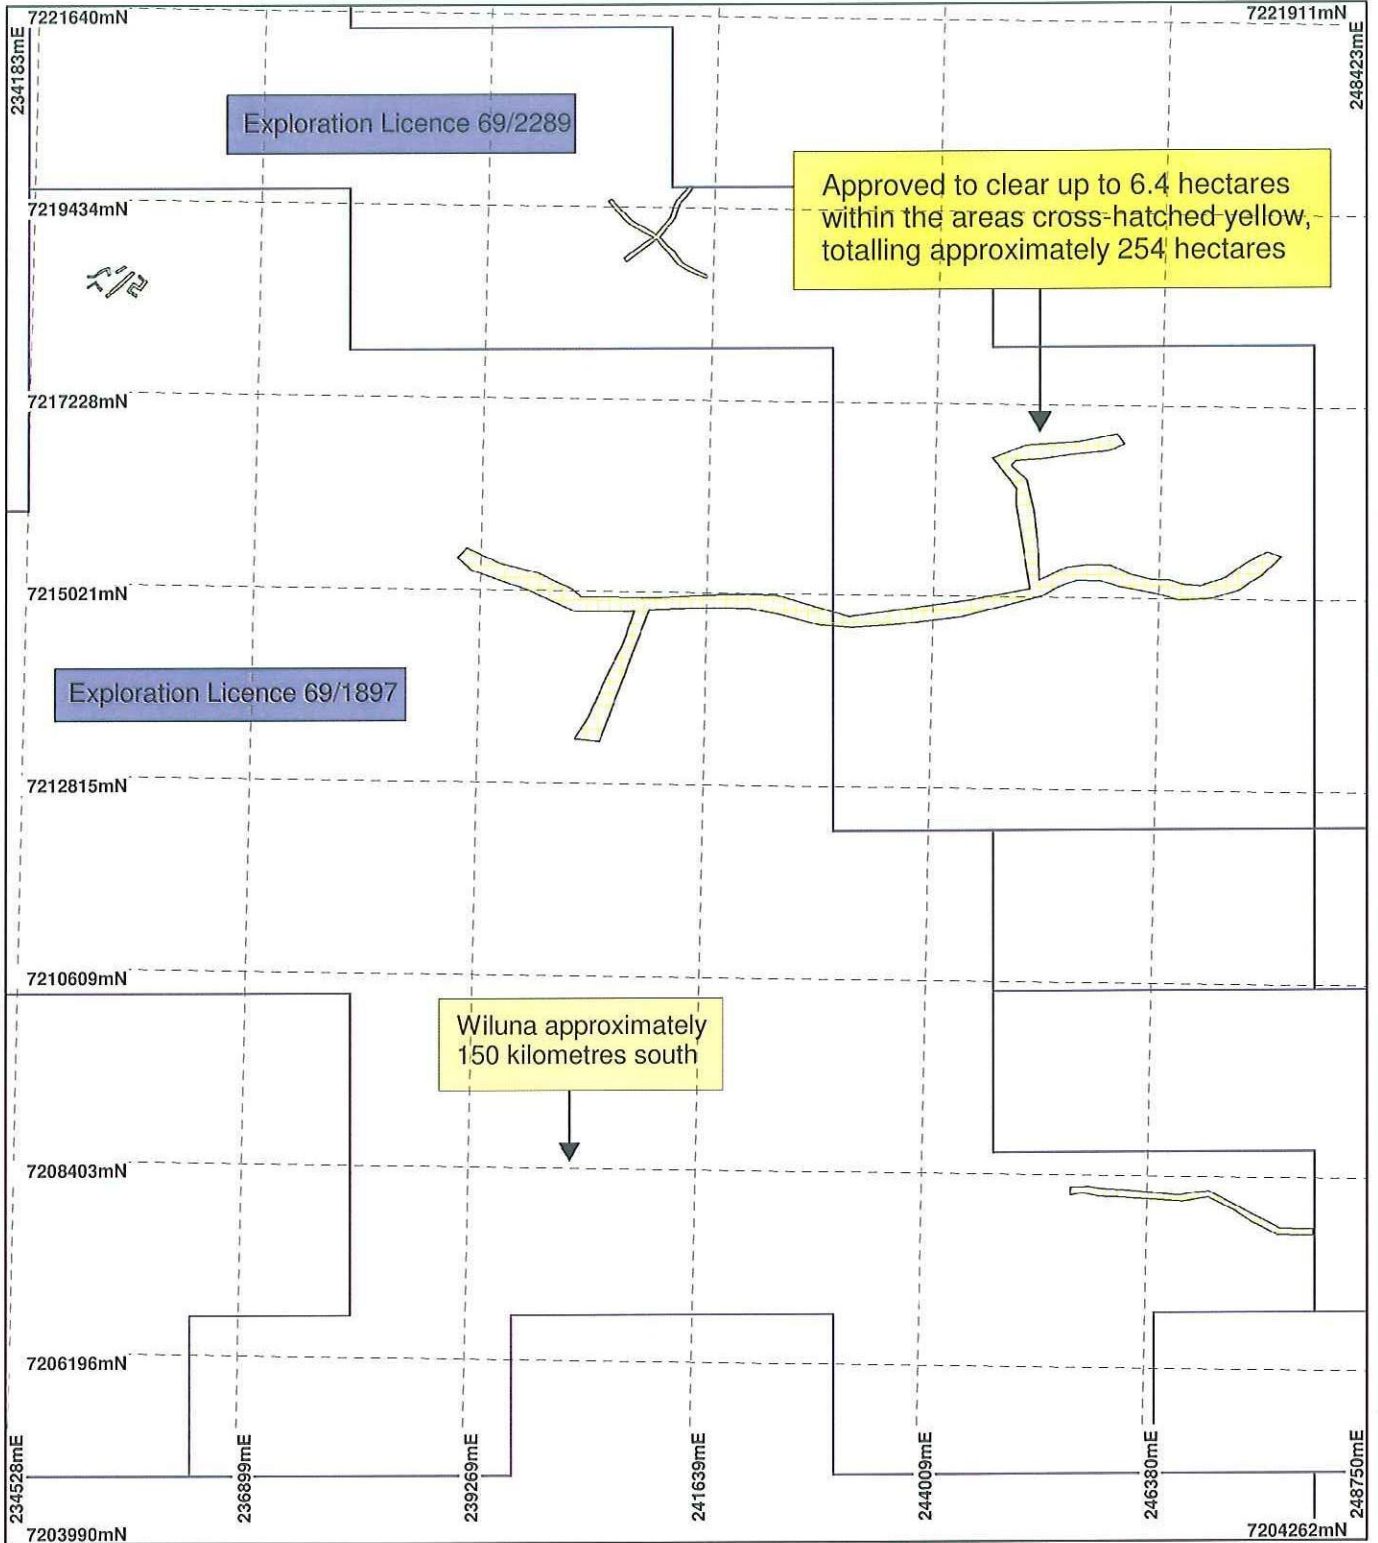 7221640mN
7221911mN
234183mE
248423mE
Exploration Licence 69/2289
Approved to clear up to 6.4 hectares
within the areas cross-hatched yellow,
totalling approximately 254 hectares
7219434mN
7217228mN
7215021mN
Exploration Licence 69/1897
7212815mN
7210609mN
Wiluna approximately
150 kilometres south
7208403mN
7206196mN
234528mE
236899mE
239269mE
241639mE
244009mE
246380mE
248750mE
7203990mN
7204262mN